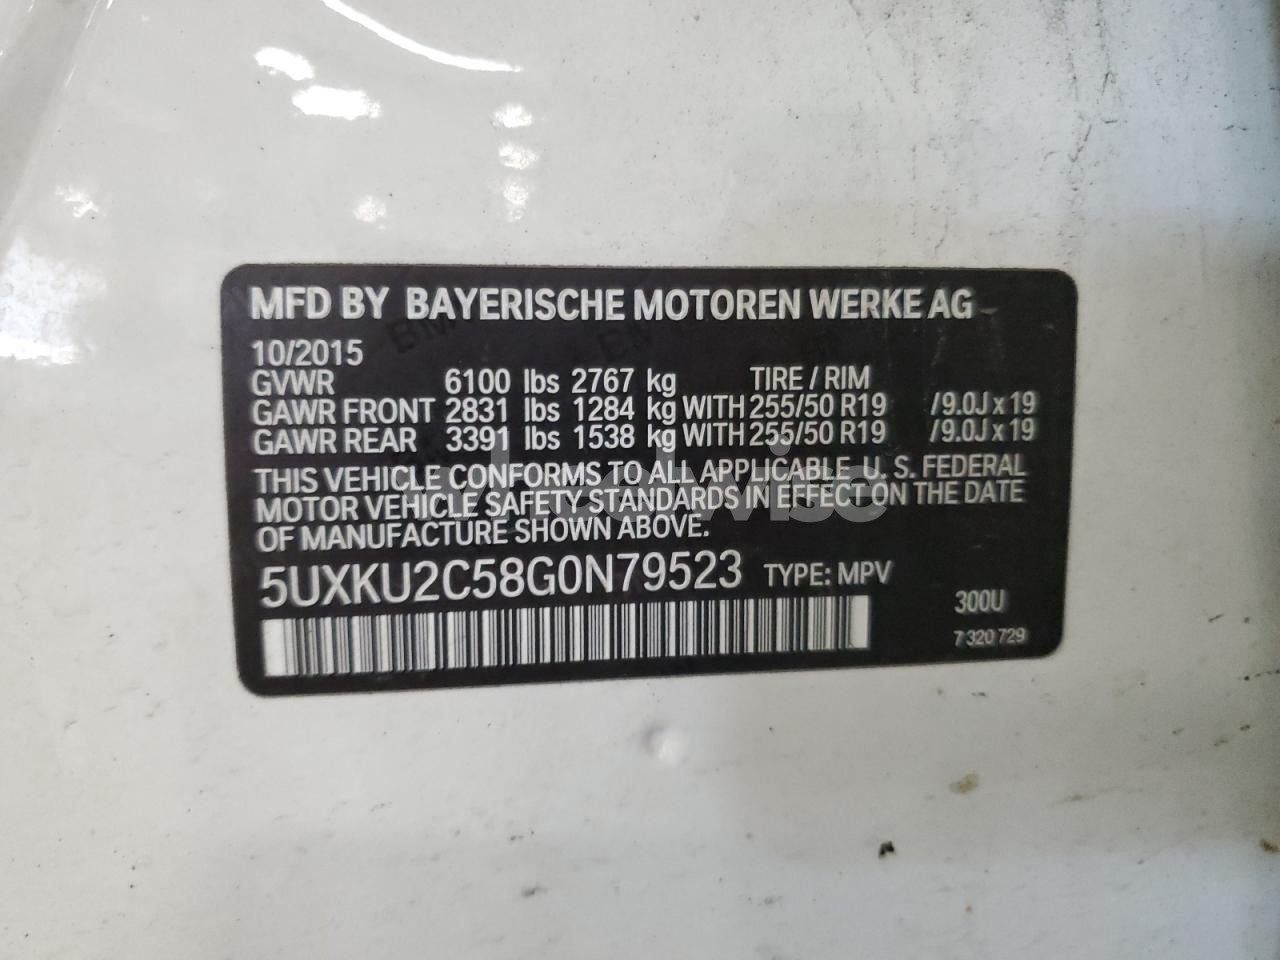 MFD BY BAYERISCHE MOTOREN WERKE AG
10/2015
GVWR 6100 lbs 2767 kg TIRE / RIM
GAWR FRONT 2831 lbs 1284 kg WITH 255/50 R19 /9.0J x 19
GAWR REAR 3391 lbs 1538 kg WITH 255/50 R19 /9.0J x 19
THIS VEHICLE CONFORMS TO ALL APPLICABLE U. S. FEDERAL
MOTOR VEHICLE SAFETY STANDARDS IN EFFECT ON THE DATE
OF MANUFACTURE SHOWN ABOVE.
5UXKU2C58G0N79523 TYPE: MPV
300U
7 320 729